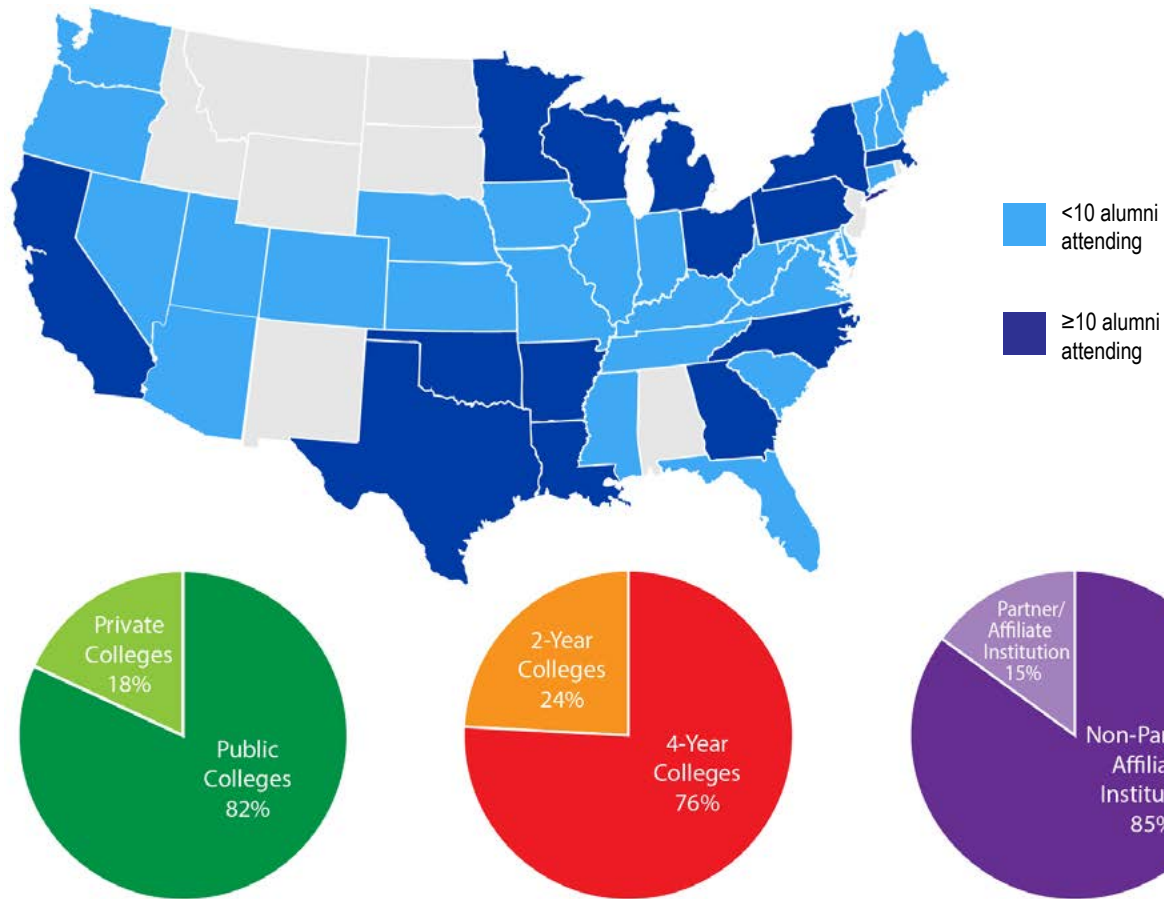 <10 alumni
attending
≥10 alumni
attending
Private
Colleges
18%
Public
Colleges
82%
2-Year
Colleges
24%
4-Year
Colleges
76%
Partner/
Affiliate
Institution
15%
85%